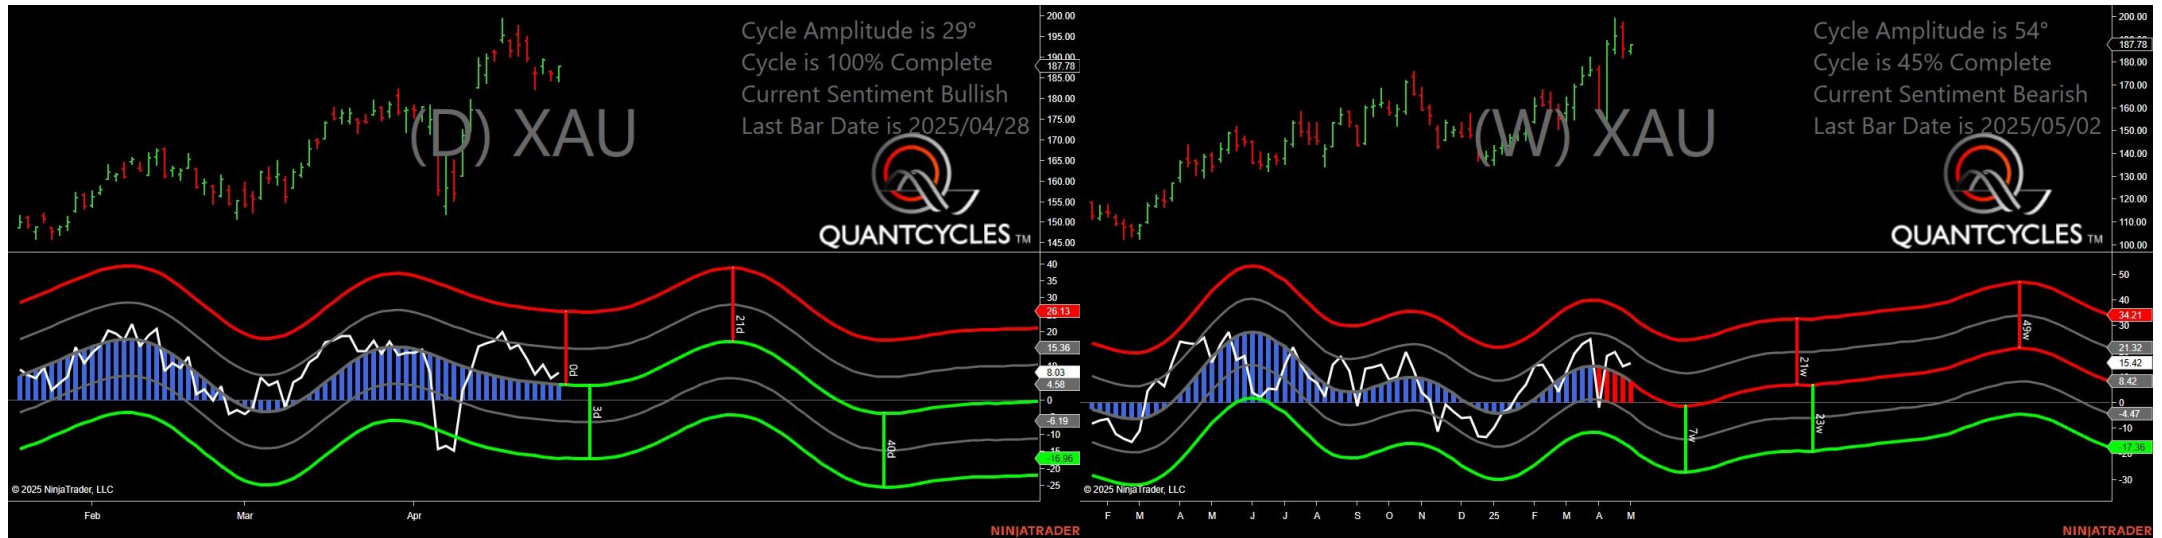 Cycle Amplitude is 29°
Cycle is 100% Complete
Current Sentiment Bullish
Last Bar Date is 2025/04/28
(D) XAU
QUANTCYCLES TM
200.00
195.00
190.00
187.78
185.00
180.00
175.00
170.00
165.00
160.00
155.00
150.00
145.00
40
35
30
26.13
20
15.36
8.03
4.58
0
-6.19
-10
-16.96
-20
-25
0d
3d
21d
40d
© 2025 NinjaTrader, LLC
Feb Mar Apr
NINJATRADER
Cycle Amplitude is 54°
Cycle is 45% Complete
Current Sentiment Bearish
Last Bar Date is 2025/05/02
(W) XAU
QUANTCYCLES TM
200.00
187.78
180.00
170.00
160.00
150.00
140.00
130.00
120.00
110.00
100.00
50
40
34.21
30
21.32
15.42
8.42
0
-4.47
-10
-17.36
-30
7w
21w
23w
49w
© 2025 NinjaTrader, LLC
F M A M J J A S O N D 25 F M A M
NINJATRADER